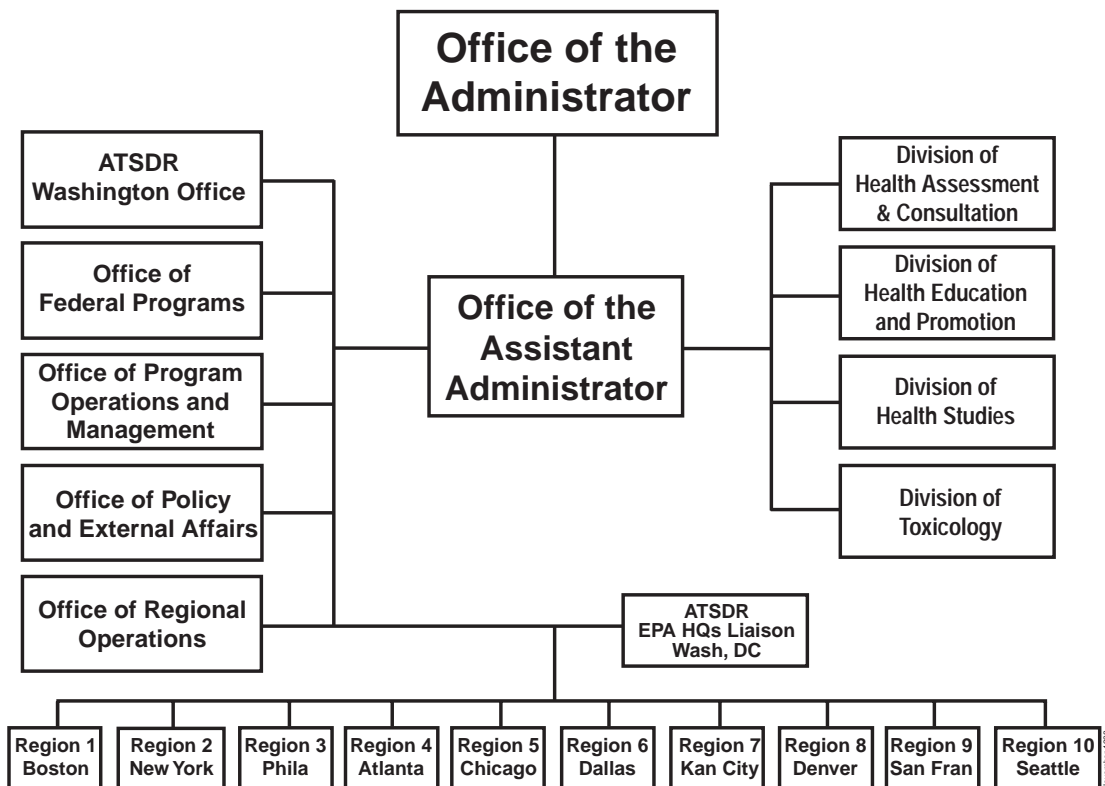 Office of the
Administrator
ATSDR
Washington Office
Office of
Federal Programs
Office of Program
Operations and
Management
Office of Policy
and External Affairs
Office of Regional
Operations
Office of the
Assistant
Administrator
Division of
Health Assessment
& Consultation
Division of
Health Education
and Promotion
Division of
Health Studies
Division of
Toxicology
ATSDR
EPA HQs Liaison
Wash, DC
Region 1
Boston
Region 2
New York
Region 3
Phila
Region 4
Atlanta
Region 5
Chicago
Region 6
Dallas
Region 7
Kan City
Region 8
Denver
Region 9
San Fran
Region 10
Seattle